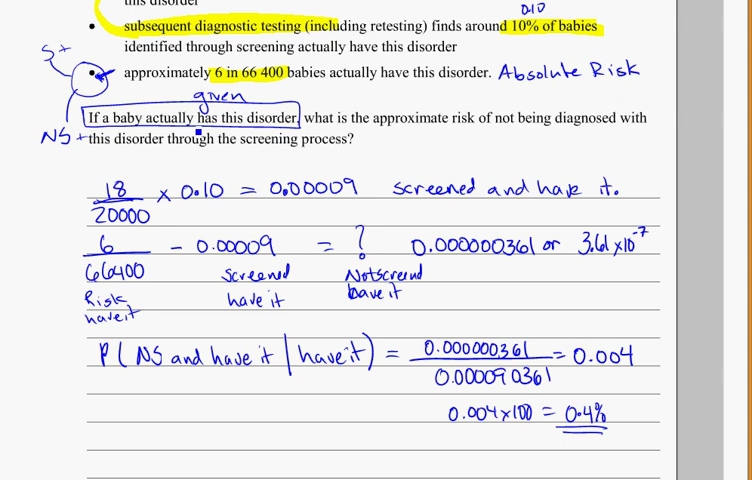 this disorder
0.10
• subsequent diagnostic testing (including retesting) finds around 10% of babies
identified through screening actually have this disorder
S+
• approximately 6 in 66 400 babies actually have this disorder. Absolute Risk
given
If a baby actually has this disorder, what is the approximate risk of not being diagnosed with
NS+ this disorder through the screening process?
18/20000 × 0.10 = 0.00009 screened and have it.
6/66400 - 0.00009 = ? 0.000000361 or 3.61×10⁻⁷
Risk have it Screened have it Not screend have it
P(NS and have it | have it) = 0.000000361/0.000090361 = 0.004
0.004×100 = 0.4%